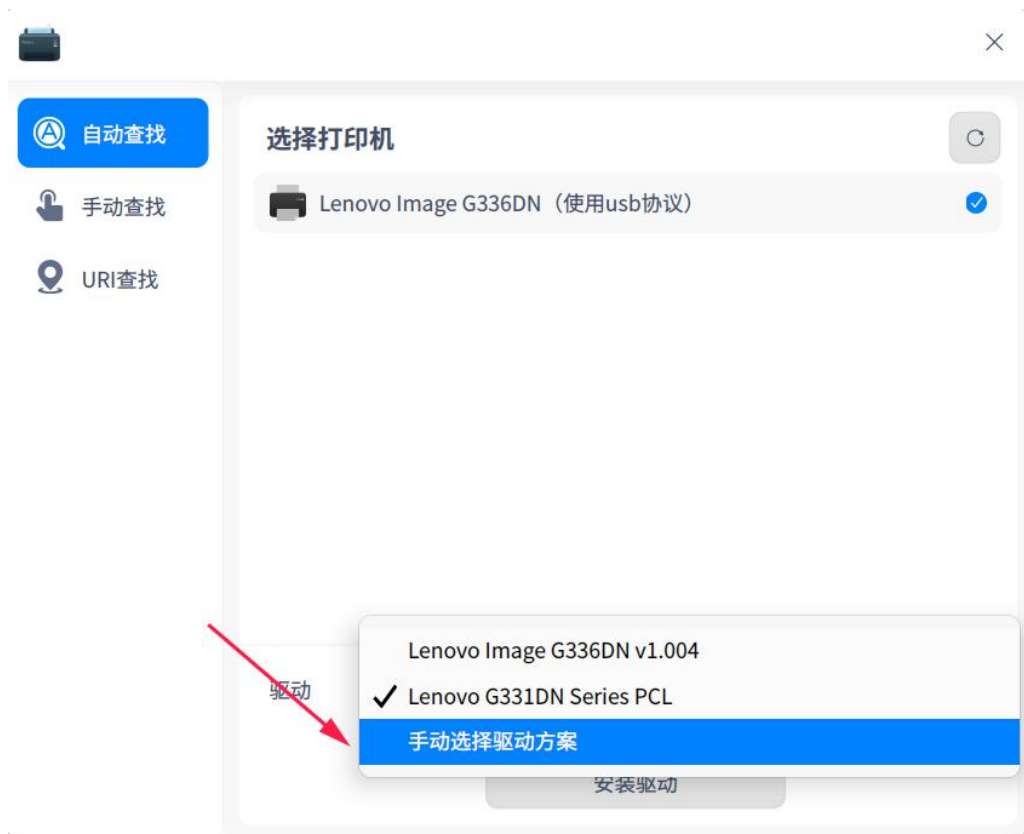 自动查找
手动查找
URI查找
选择打印机
Lenovo Image G336DN（使用usb协议）
驱动
Lenovo Image G336DN v1.004
Lenovo G331DN Series PCL
手动选择驱动方案
安装驱动